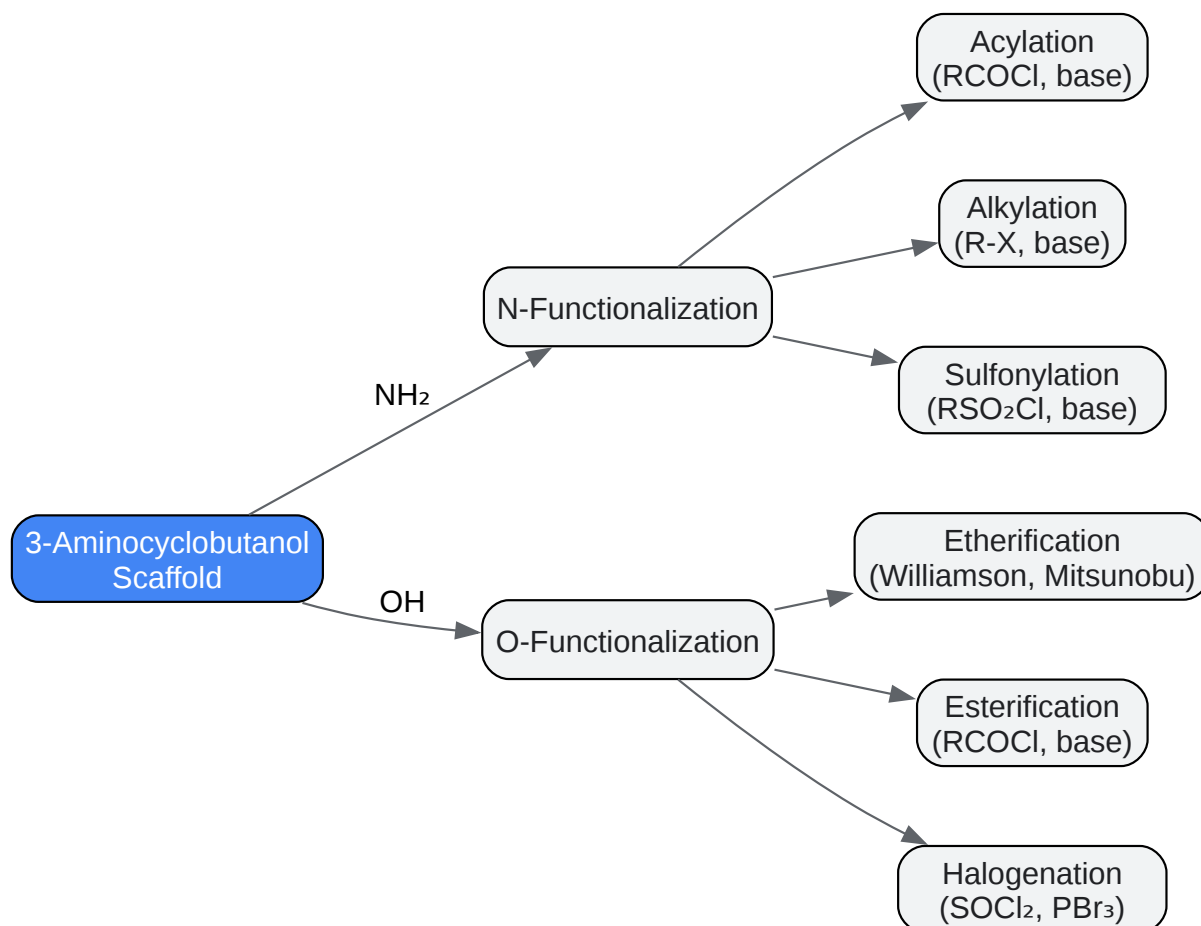 Acylation
(RCOCl, base)
Alkylation
(R-X, base)
N-Functionalization
Sulfonylation
(RSO₂Cl, base)
NH₂
3-Aminocyclobutanol
Scaffold
OH
Etherification
(Williamson, Mitsunobu)
O-Functionalization
Esterification
(RCOCl, base)
Halogenation
(SOCl₂, PBr₃)